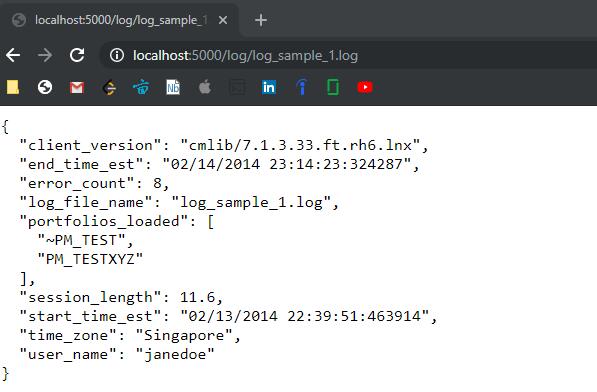 localhost:5000/log/log_sample_1
localhost:5000/log/log_sample_1.log
Nb
in
{
"client_version": "cmlib/7.1.3.33.ft.rh6.lnx",
"end_time_est": "02/14/2014 23:14:23:324287",
"error_count": 8,
"log_file_name": "log_sample_1.log",
"portfolios_loaded": [
"~PM_TEST",
"PM_TESTXYZ"
],
"session_length": 11.6,
"start_time_est": "02/13/2014 22:39:51:463914",
"time_zone": "Singapore",
"user_name": "janedoe"
}